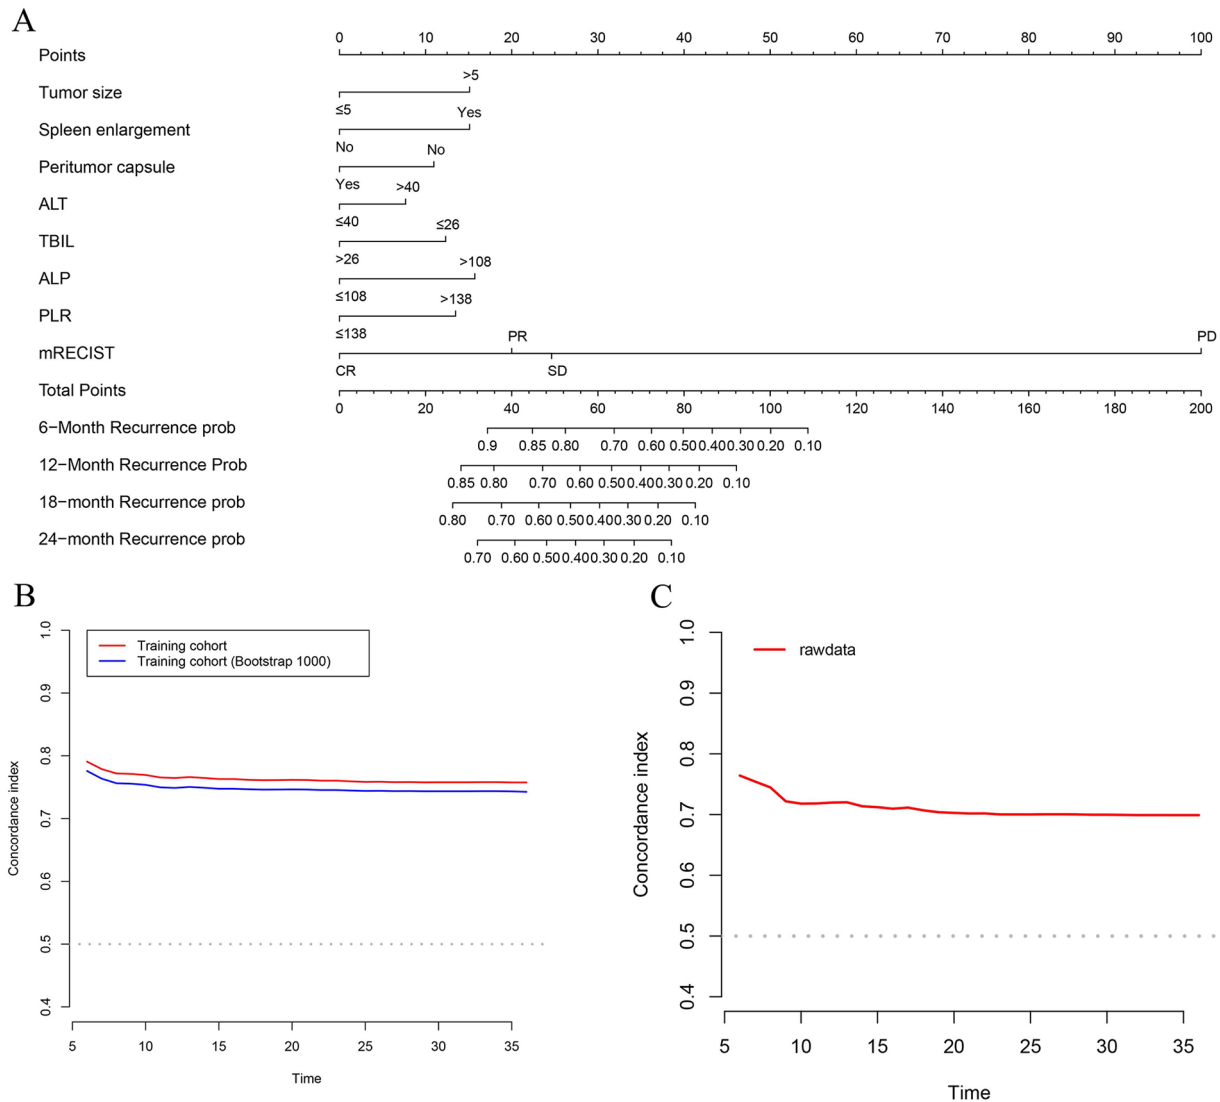 A
Points
0 10 20 30 40 50 60 70 80 90 100
Tumor size
>5
≤5
Spleen enlargement
Yes
No
Peritumor capsule
No
Yes
ALT
>40
≤40
TBIL
≤26
>26
ALP
>108
≤108
PLR
>138
≤138
mRECIST
PR
PD
CR
SD
Total Points
0 20 40 60 80 100 120 140 160 180 200
6−Month Recurrence prob
0.9 0.85 0.80 0.70 0.60 0.50 0.40 0.30 0.20 0.10
12−Month Recurrence Prob
0.85 0.80 0.70 0.60 0.50 0.40 0.30 0.20 0.10
18−month Recurrence prob
0.80 0.70 0.60 0.50 0.40 0.30 0.20 0.10
24−month Recurrence prob
0.70 0.60 0.50 0.40 0.30 0.20 0.10
B
Training cohort
Training cohort (Bootstrap 1000)
Concordance index
1.0
0.9
0.8
0.7
0.6
0.5
0.4
5 10 15 20 25 30 35
Time
C
rawdata
Concordance index
1.0
0.9
0.8
0.7
0.6
0.5
0.4
5 10 15 20 25 30 35
Time